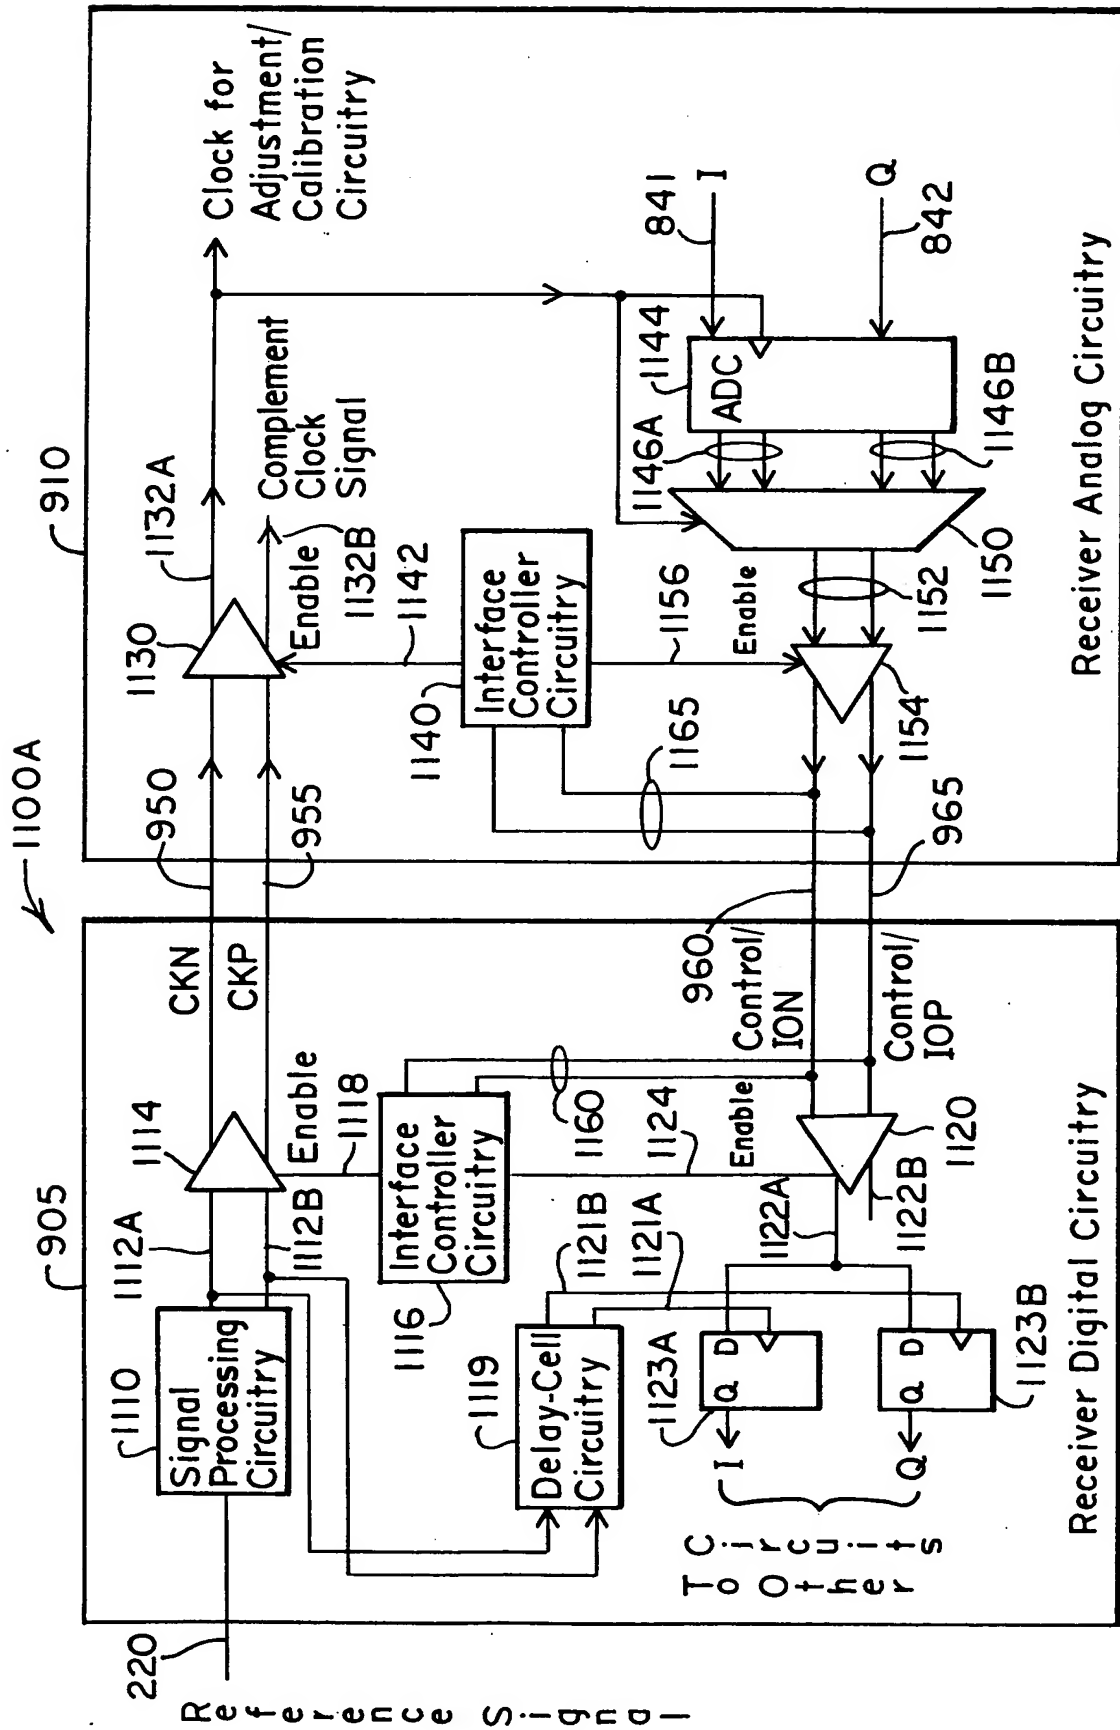 1100A
905
910
Reference Signal
220
1110
Signal
Processing
Circuitry
1112A
1112B
1114
Enable
1118
CKN
CKP
950
955
1130
1132A
Clock for
Adjustment/
Calibration
Circuitry
Complement
Clock
Signal
1132B
Enable
1142
1116
Interface
Controller
Circuitry
1160
1124
Enable
1140
Interface
Controller
Circuitry
1165
1156
Enable
1119
Delay-Cell
Circuitry
1121B
1121A
1122A
1122B
1120
960
Control/
ION
Control/
IOP
965
1154
1152
1150
1146A
1146B
1144
ADC
841
I
Q
842
1123A
Q D
1123B
Q D
I
Q
To Other
Circuits
Receiver Digital Circuitry
Receiver Analog Circuitry